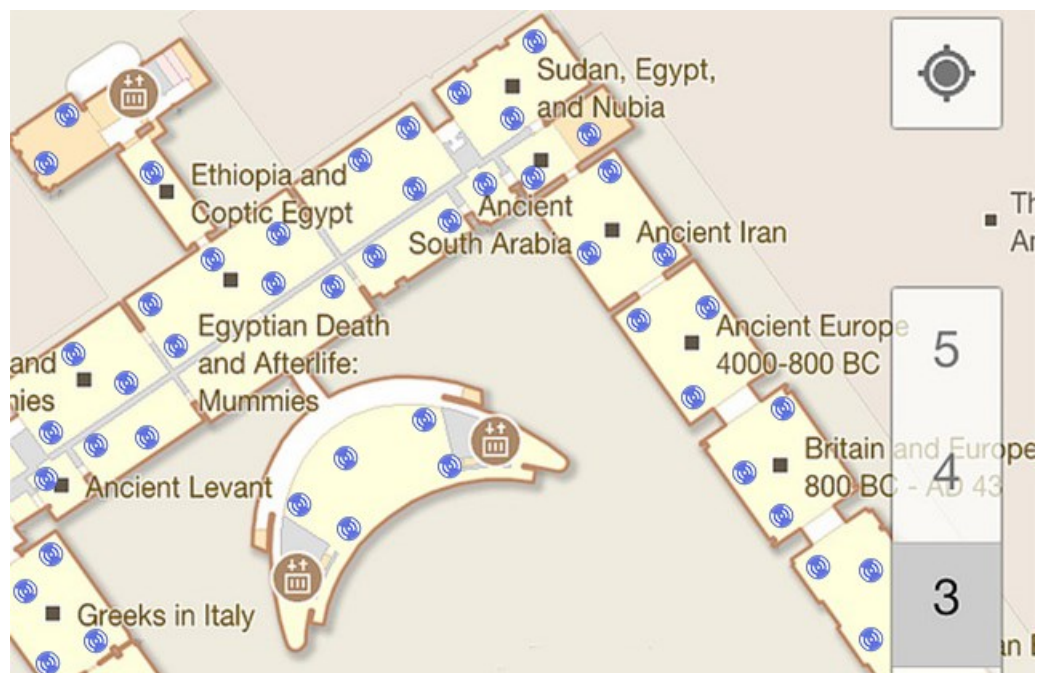 Sudan, Egypt,
and Nubia
Ethiopia and
Coptic Egypt
Ancient
South Arabia
Ancient Iran
Egyptian Death
and Afterlife:
Mummies
and
Ancient Europe
4000-800 BC
5
Britain and Europe
800 BC - AD 43
4
Ancient Levant
3
Greeks in Italy